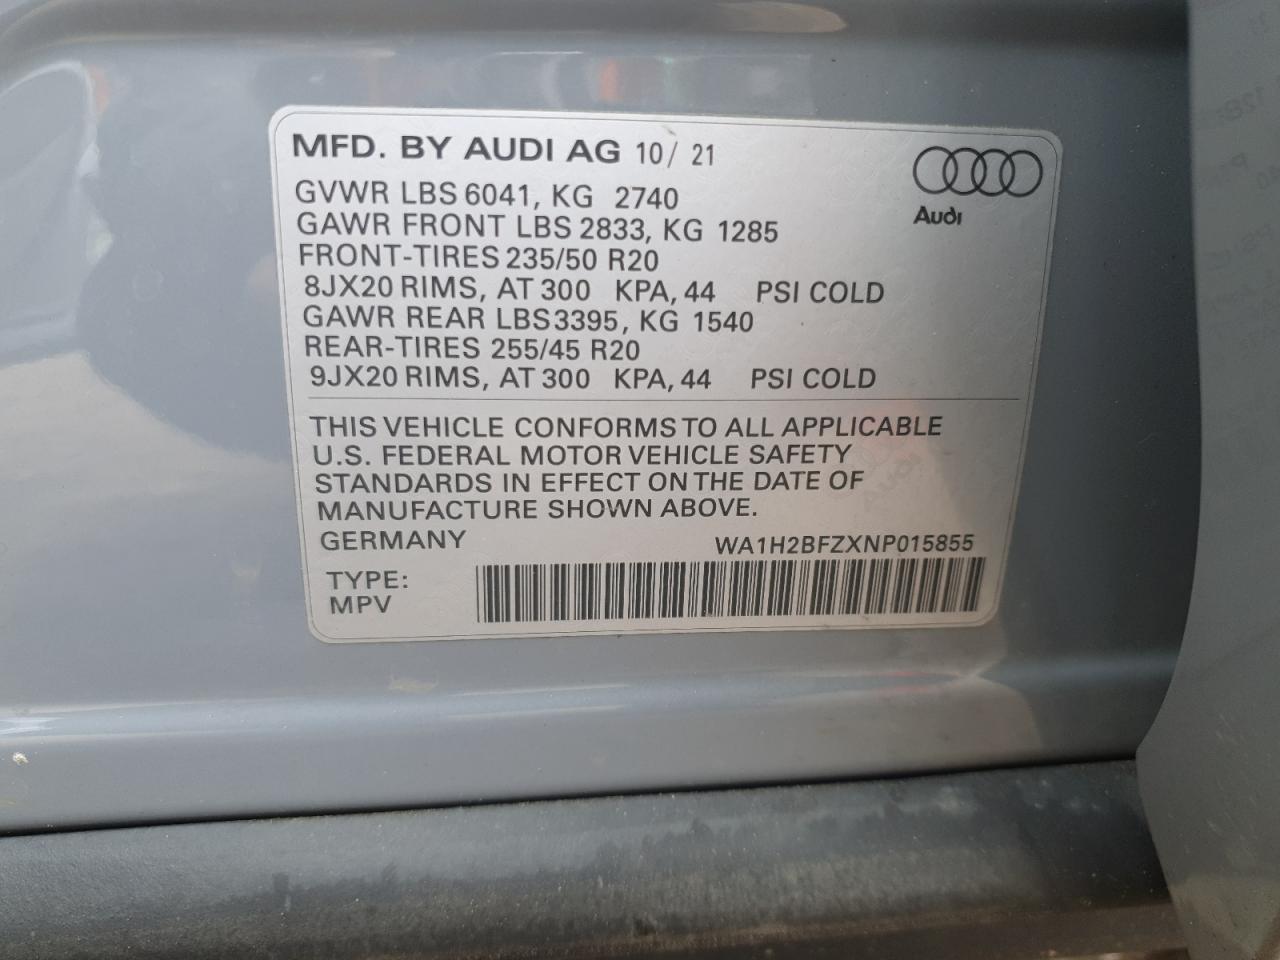 MFD. BY AUDI AG 10/ 21
Audi
GVWR LBS 6041, KG 2740
GAWR FRONT LBS 2833, KG 1285
FRONT-TIRES 235/50 R20
8JX20 RIMS, AT 300 KPA, 44 PSI COLD
GAWR REAR LBS3395, KG 1540
REAR-TIRES 255/45 R20
9JX20 RIMS, AT 300 KPA, 44 PSI COLD
THIS VEHICLE CONFORMS TO ALL APPLICABLE
U.S. FEDERAL MOTOR VEHICLE SAFETY
STANDARDS IN EFFECT ON THE DATE OF
MANUFACTURE SHOWN ABOVE.
GERMANY WA1H2BFZXNP015855
TYPE:
MPV